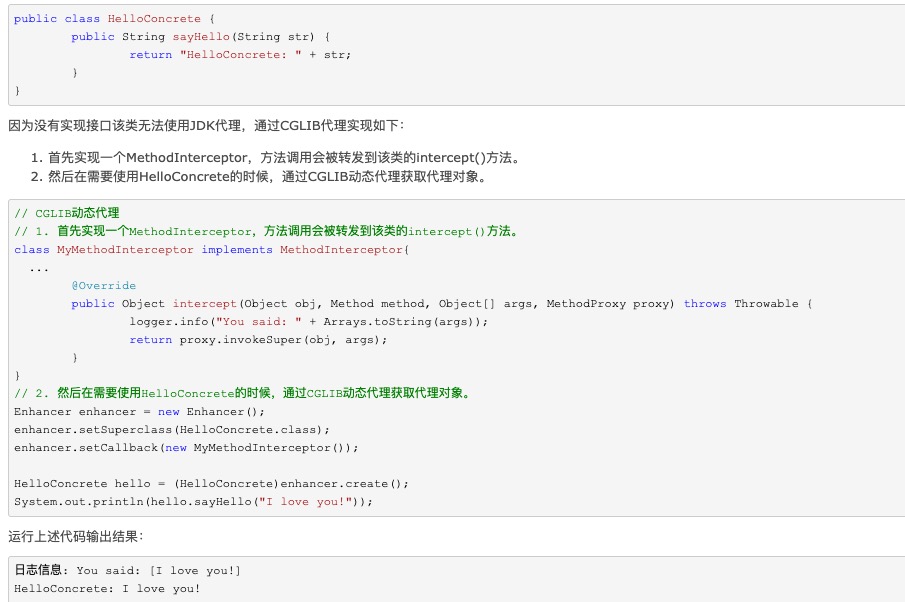 public class HelloConcrete {
public String sayHello(String str) {
return "HelloConcrete: " + str;
}
}
因为没有实现接口该类无法使用JDK代理，通过CGLIB代理实现如下：
1. 首先实现一个MethodInterceptor，方法调用会被转发到该类的intercept()方法。
2. 然后在需要使用HelloConcrete的时候，通过CGLIB动态代理获取代理对象。
// CGLIB动态代理
// 1. 首先实现一个MethodInterceptor，方法调用会被转发到该类的intercept()方法。
class MyMethodInterceptor implements MethodInterceptor{
...
@Override
public Object intercept(Object obj, Method method, Object[] args, MethodProxy proxy) throws Throwable {
logger.info("You said: " + Arrays.toString(args));
return proxy.invokeSuper(obj, args);
}
}
// 2. 然后在需要使用HelloConcrete的时候，通过CGLIB动态代理获取代理对象。
Enhancer enhancer = new Enhancer();
enhancer.setSuperclass(HelloConcrete.class);
enhancer.setCallback(new MyMethodInterceptor());
HelloConcrete hello = (HelloConcrete)enhancer.create();
System.out.println(hello.sayHello("I love you!"));
运行上述代码输出结果：
日志信息: You said: [I love you!]
HelloConcrete: I love you!